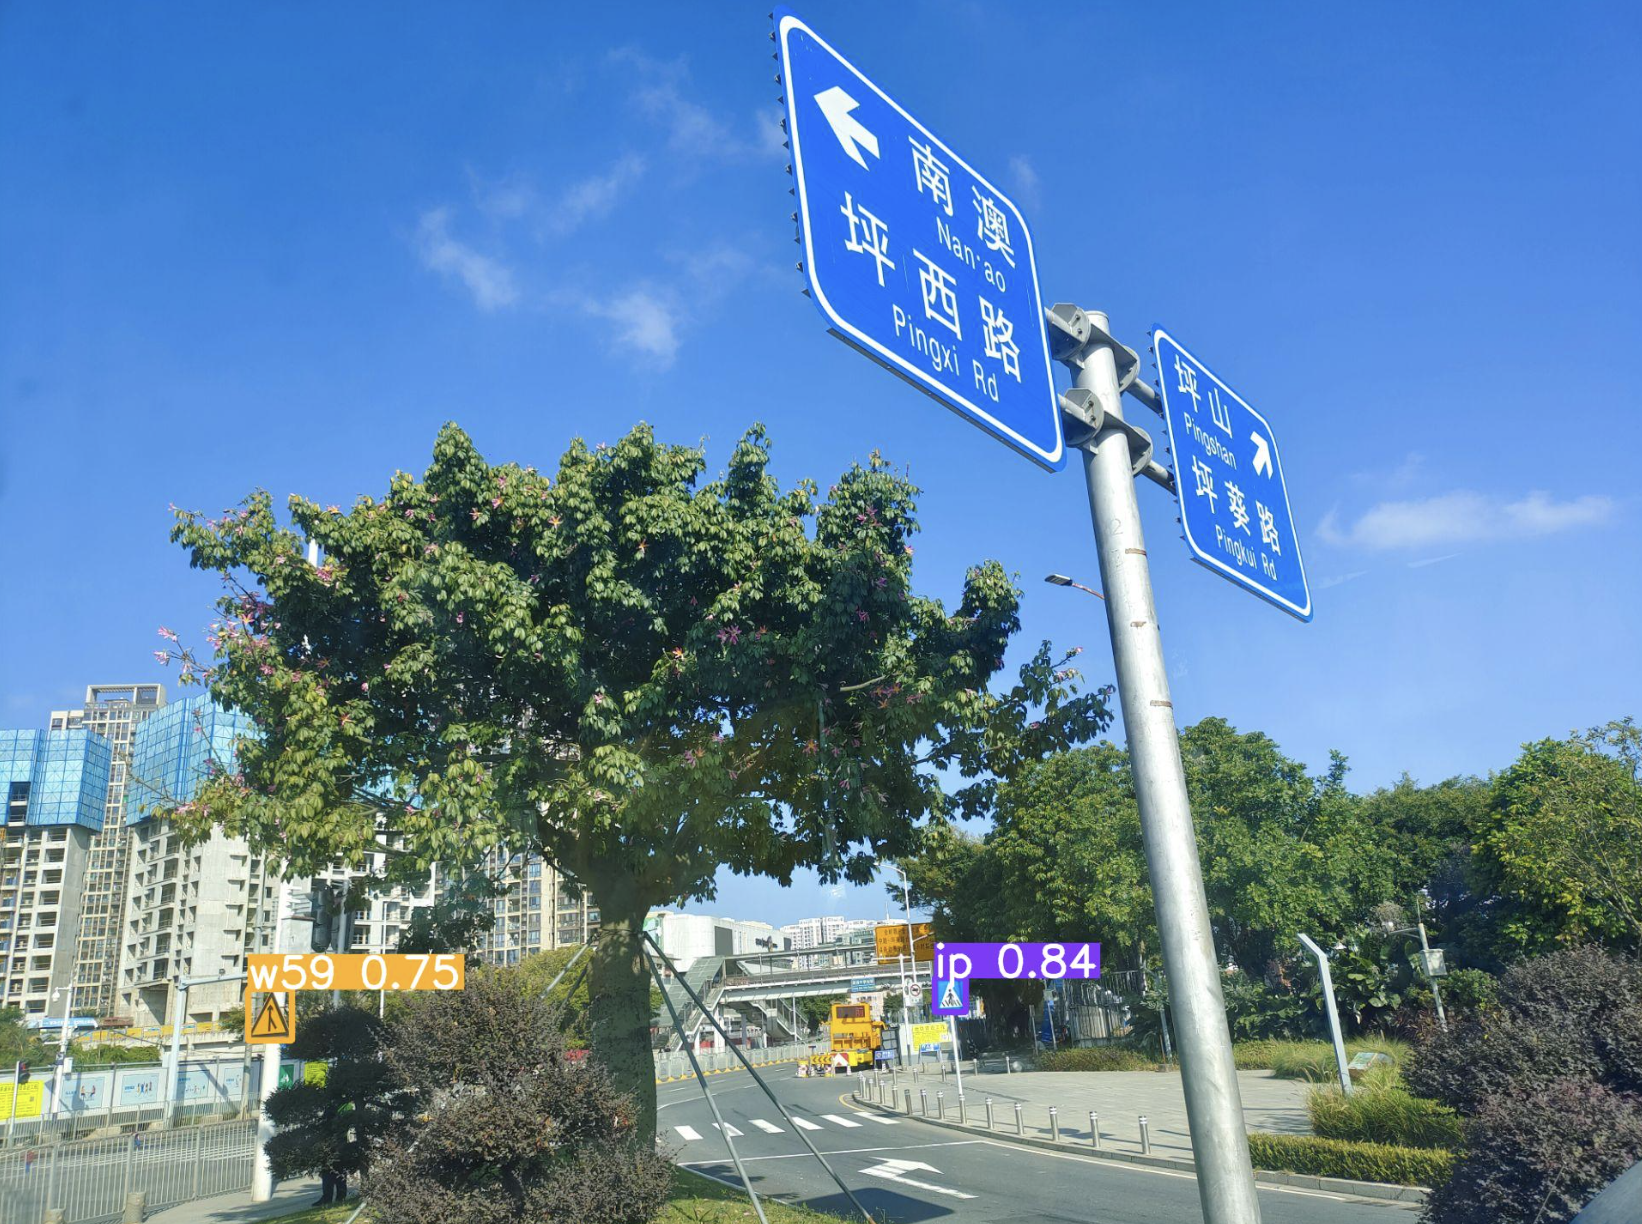 南澳
Nan'ao
坪西路
Pingxi Rd
坪山
Pingshan
坪葵路
Pingkui Rd
w59 0.75
ip 0.84